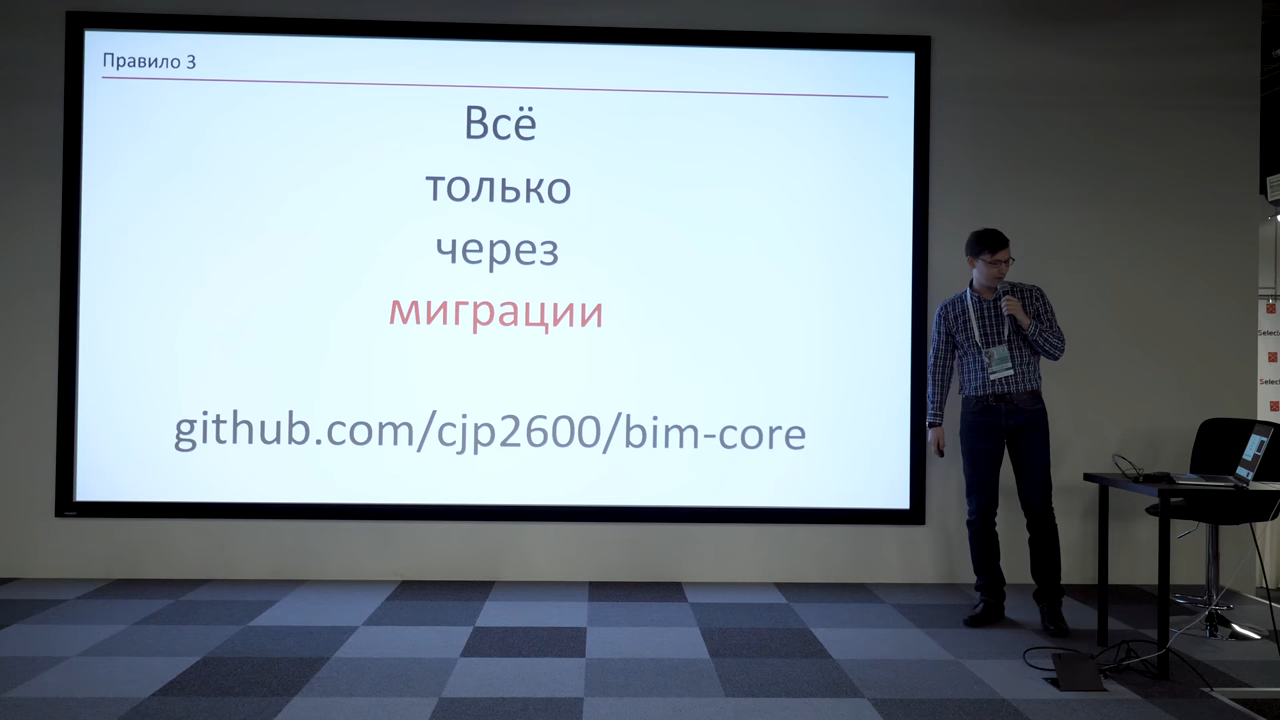 Правило 3
Всё
только
через
миграции
github.com/cjp2600/bim-core